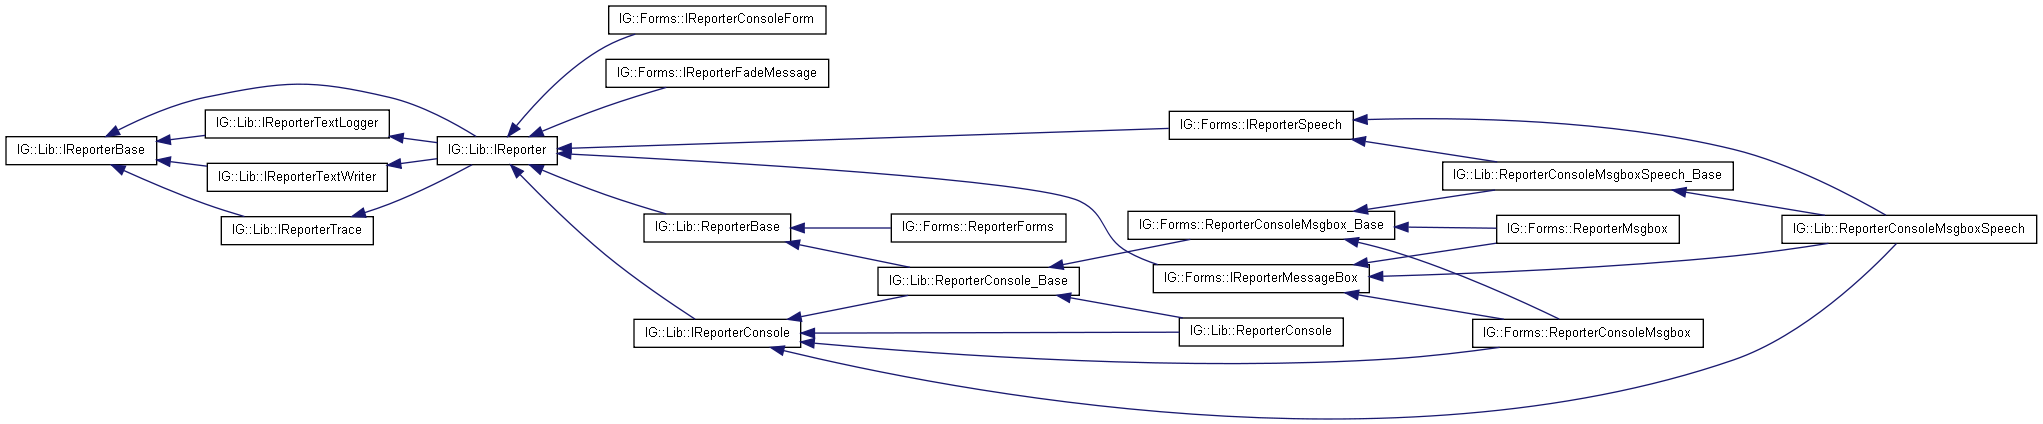 IG::Forms::IReporterConsoleForm
IG::Forms::IReporterFadeMessage
IG::Lib::IReporterTextLogger
IG::Forms::IReporterSpeech
IG::Lib::IReporterBase
IG::Lib::IReporter
IG::Lib::IReporterTextWriter
IG::Lib::ReporterConsoleMsgboxSpeech_Base
IG::Lib::IReporterTrace
IG::Lib::ReporterBase
IG::Forms::ReporterForms
IG::Forms::ReporterConsoleMsgbox_Base
IG::Forms::ReporterMsgbox
IG::Lib::ReporterConsoleMsgboxSpeech
IG::Lib::ReporterConsole_Base
IG::Forms::IReporterMessageBox
IG::Lib::IReporterConsole
IG::Lib::ReporterConsole
IG::Forms::ReporterConsoleMsgbox